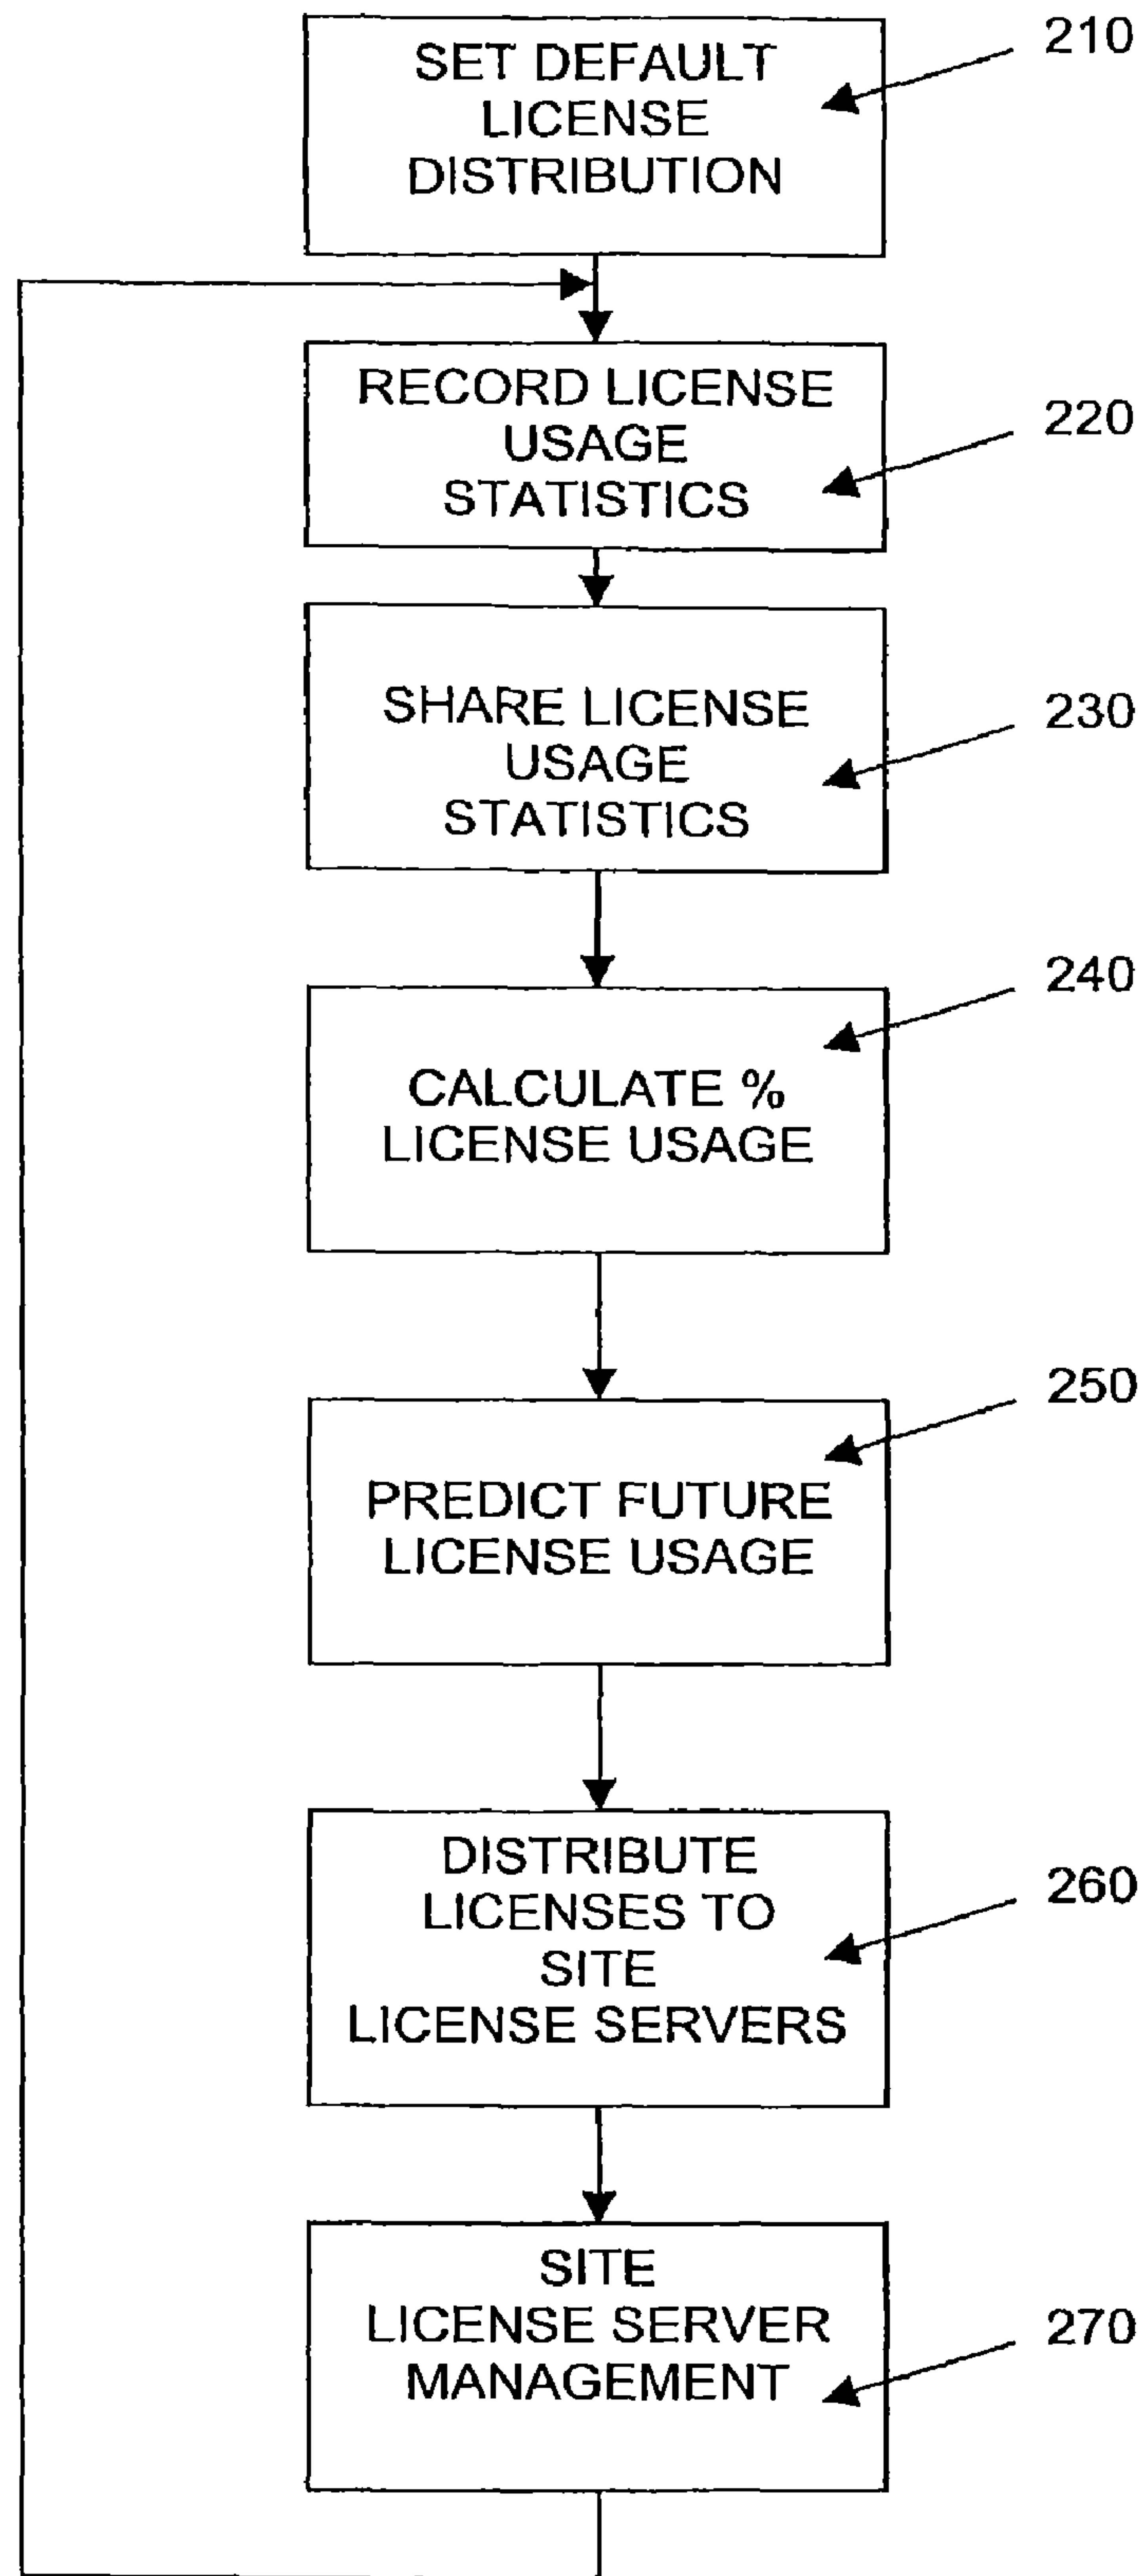 SET DEFAULT
LICENSE
DISTRIBUTION
210
RECORD LICENSE
USAGE
STATISTICS
220
SHARE LICENSE
USAGE
STATISTICS
230
CALCULATE %
LICENSE USAGE
240
PREDICT FUTURE
LICENSE USAGE
250
DISTRIBUTE
LICENSES TO
SITE
LICENSE SERVERS
260
SITE
LICENSE SERVER
MANAGEMENT
270